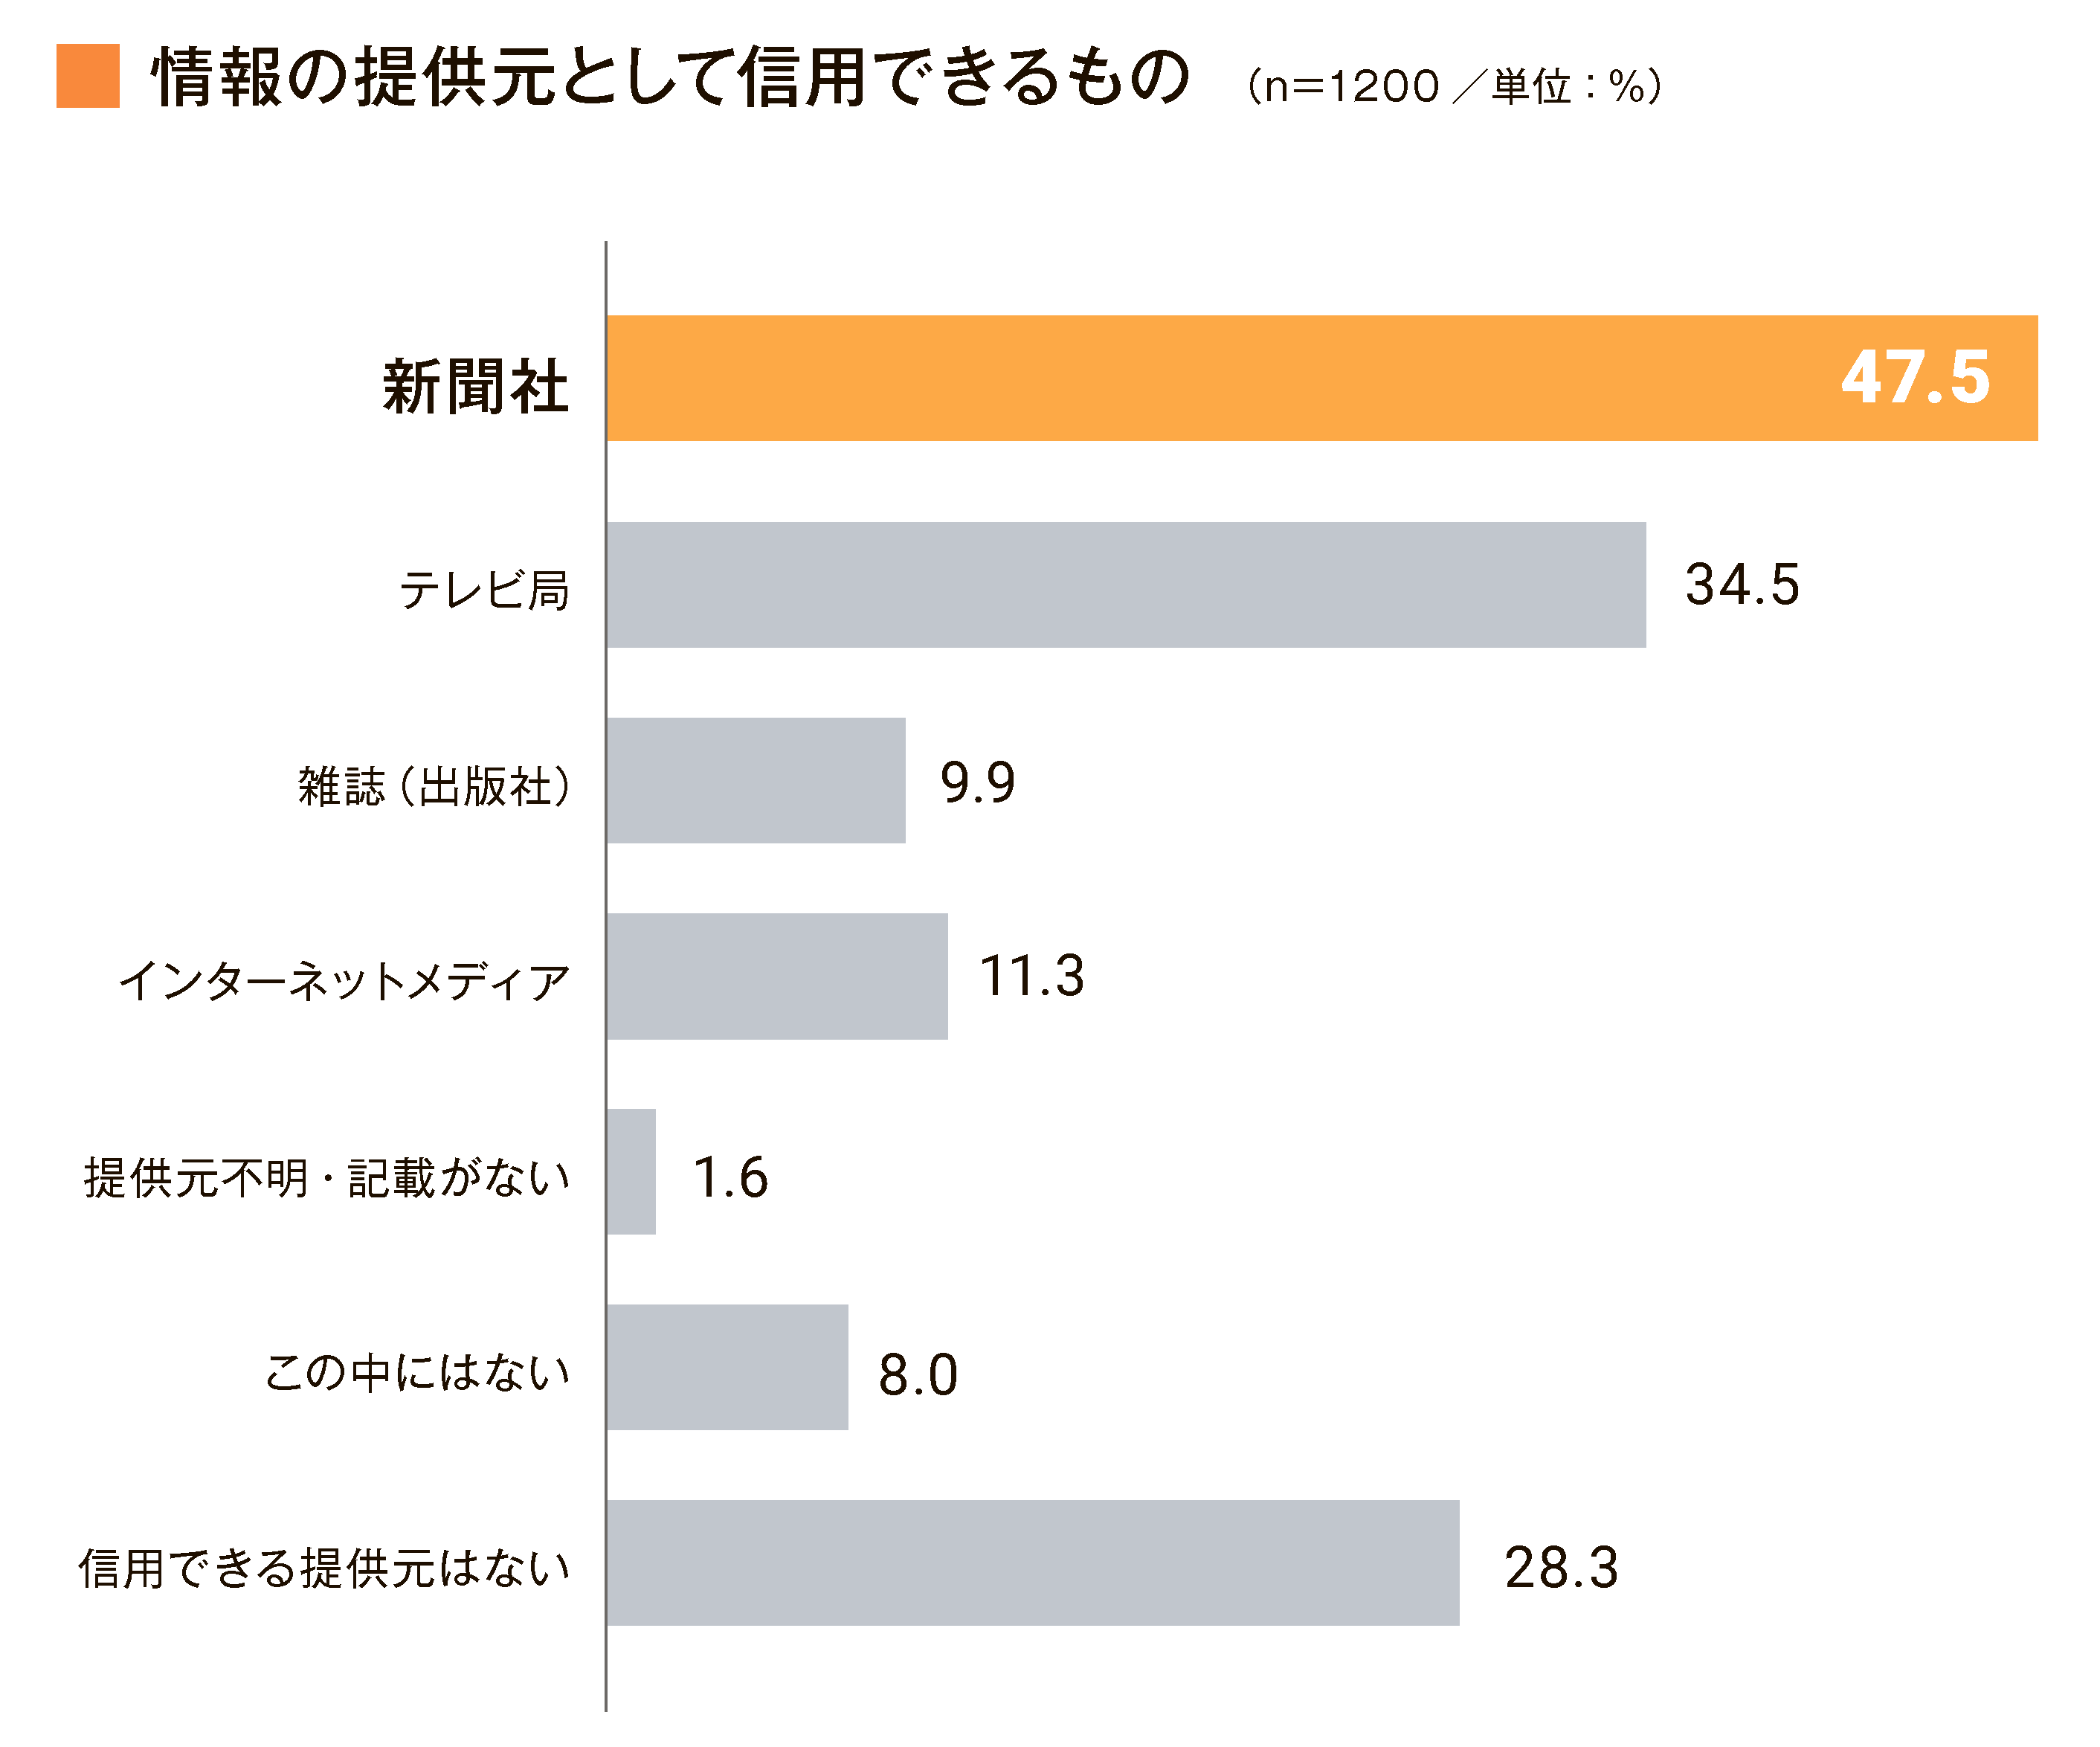 情報の提供元として信用できるもの （n＝1200／単位：％）
新聞社 47.5
テレビ局 34.5
雑誌（出版社） 9.9
インターネットメディア 11.3
提供元不明・記載がない 1.6
この中にはない 8.0
信用できる提供元はない 28.3